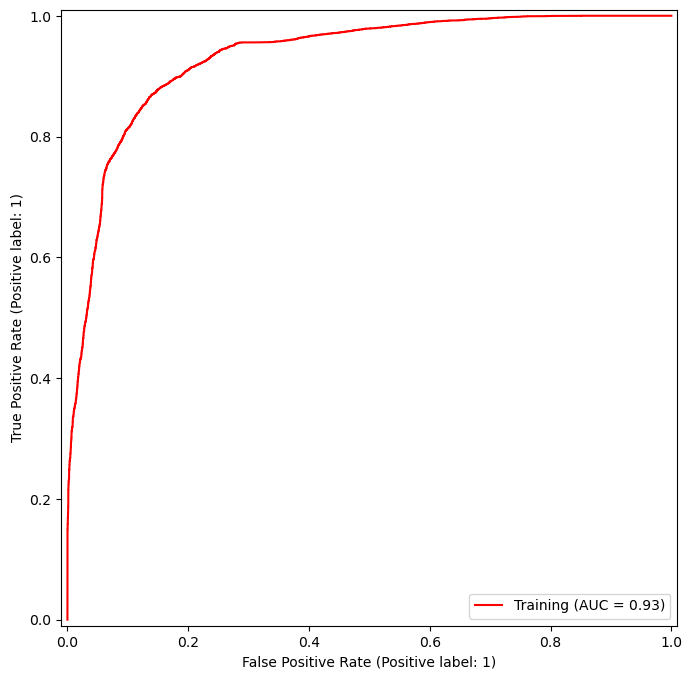 1.0
0.8
0.6
0.4
0.2
0.0
True Positive Rate (Positive label: 1)
Training (AUC = 0.93)
0.0 0.2 0.4 0.6 0.8 1.0
False Positive Rate (Positive label: 1)